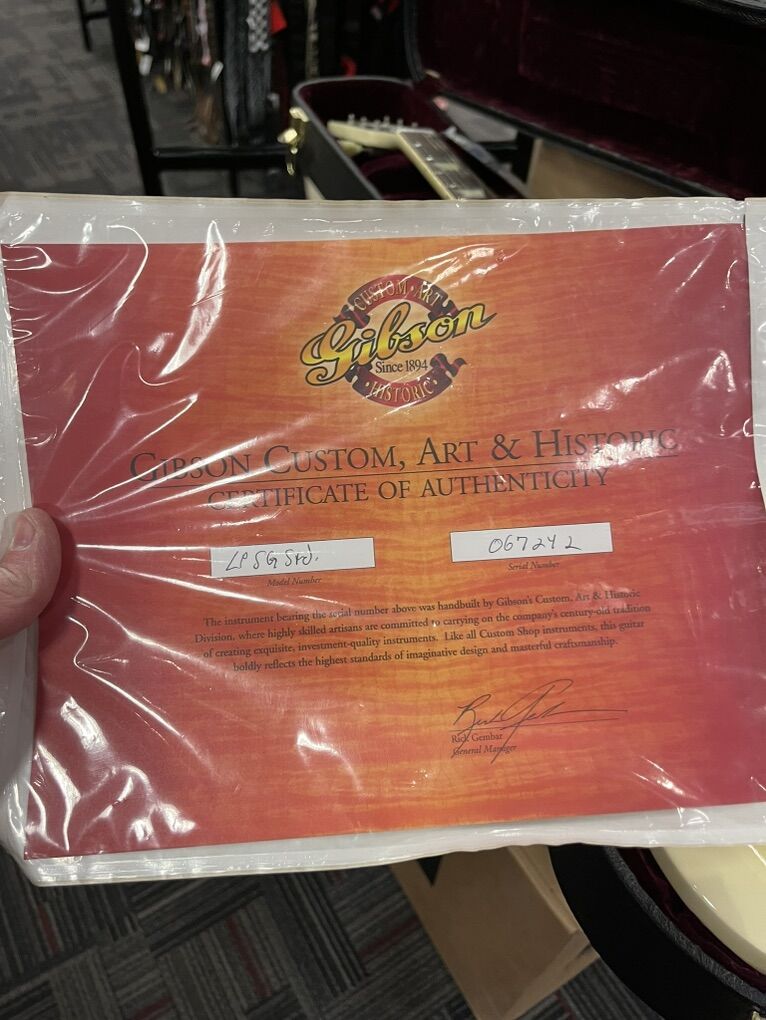 CUSTOM · ART
Gibson
Since 1894
· HISTORIC ·
GIBSON CUSTOM, ART & HISTORIC
CERTIFICATE OF AUTHENTICITY
LP SG Std. 067242
Model Number Serial Number
The instrument bearing the serial number above was handbuilt by Gibson's Custom, Art & Historic
Division, where highly skilled artisans are committed to carrying on the company's century-old tradition
of creating exquisite, investment-quality instruments. Like all Custom Shop instruments, this guitar
boldly reflects the highest standards of imaginative design and masterful craftsmanship.
Rick Gembar
General Manager